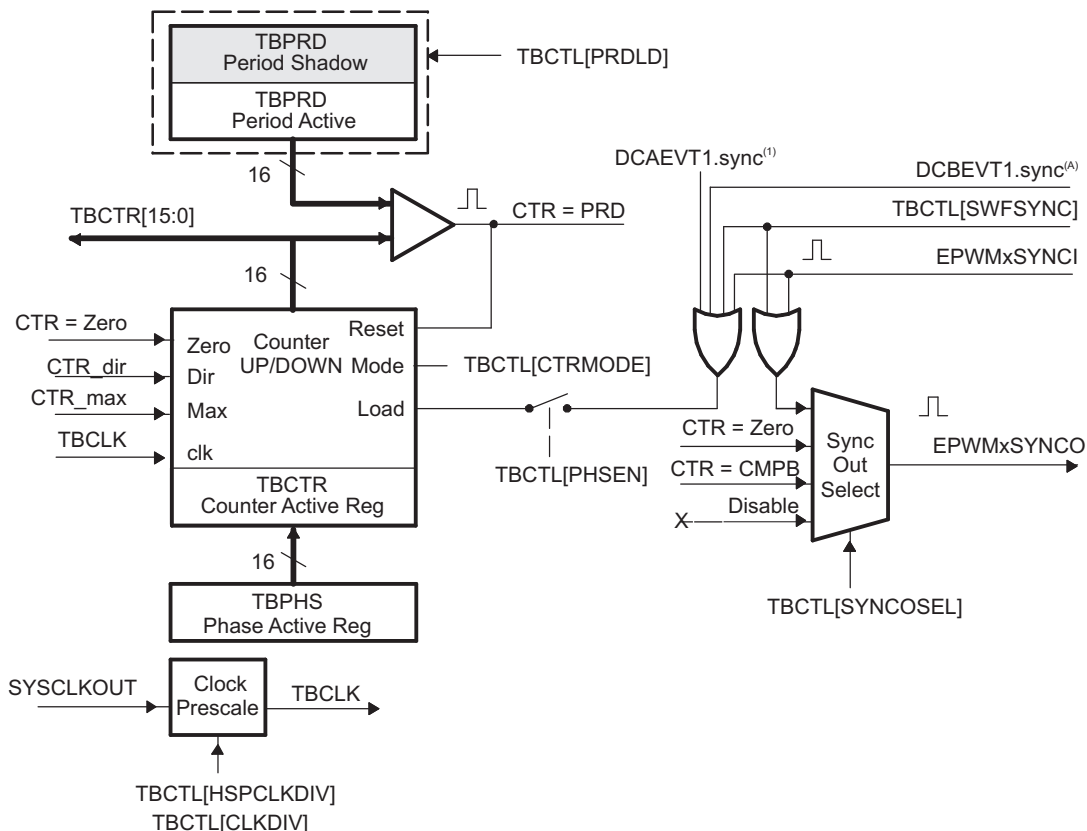 TBPRD
Period Shadow
TBPRD
Period Active
TBCTL[PRDLD]
16
TBCTR[15:0]
CTR = PRD
DCAEVT1.sync(1)
DCBEVT1.sync(A)
TBCTL[SWFSYNC]
EPWMxSYNCI
16
CTR = Zero
CTR_dir
CTR_max
TBCLK
Zero
Dir
Max
clk
Counter
UP/DOWN
Reset
Mode
Load
TBCTR
Counter Active Reg
TBCTL[CTRMODE]
TBCTL[PHSEN]
CTR = Zero
CTR = CMPB
Disable
X
Sync
Out
Select
EPWMxSYNCO
TBCTL[SYNCOSEL]
16
TBPHS
Phase Active Reg
SYSCLKOUT
Clock
Prescale
TBCLK
TBCTL[HSPCLKDIV]
TBCTL[CLKDIV]